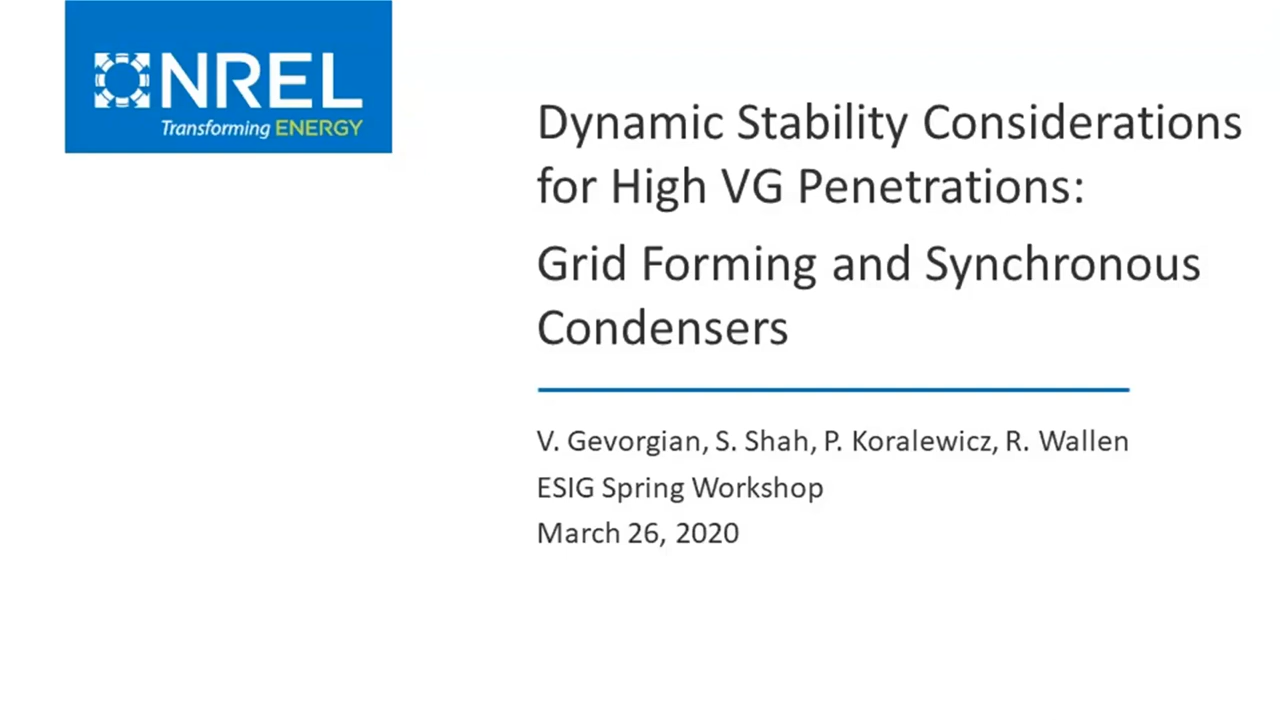 NREL
Transforming ENERGY
Dynamic Stability Considerations
for High VG Penetrations:
Grid Forming and Synchronous
Condensers
V. Gevorgian, S. Shah, P. Koralewicz, R. Wallen
ESIG Spring Workshop
March 26, 2020